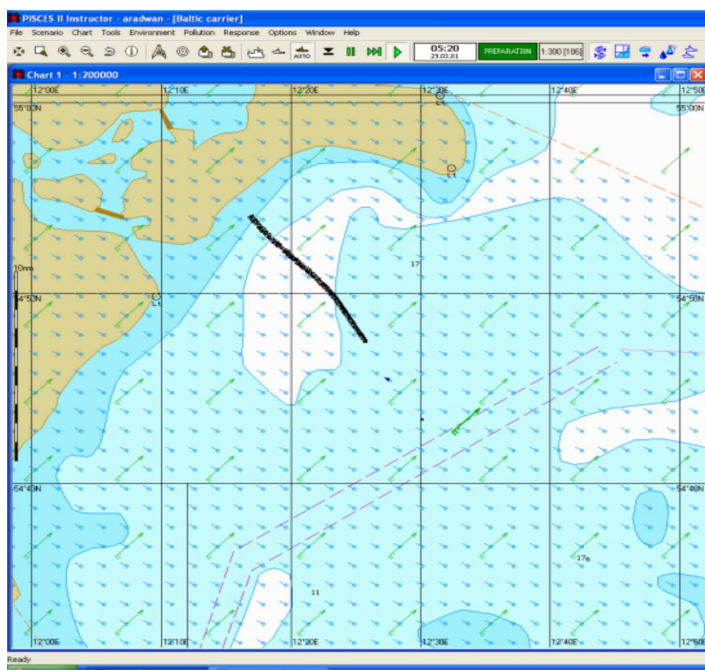 PISCES II Instructor - aradwan - [Baltic carrier]
File Scenario Chart Tools Environment Pollution Response Options Window Help
AUTO 05:20 29.03.01 PREPARATION 1:300 [106]
Chart 1 - 1:200000
12°00E 12°10E 12°20E 12°30E 12°40E 12°50E
55°00N 55°00N
17
10nm
54°50N 54°50N
54°40N 54°40N
17₆
11
12°00E 12°10E 12°20E 12°30E 12°40E 12°50E
Ready